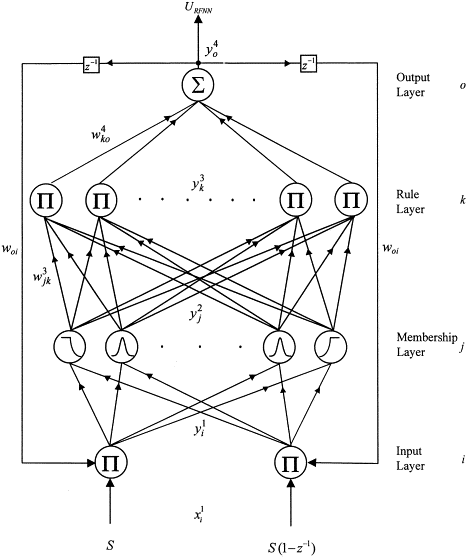 U_RFNN
y_o^4
z^-1
z^-1
Σ
Output
Layer o
w_ko^4
Π Π · · · · · · · Π Π
y_k^3
Rule
Layer k
w_oi
w_oi
w_jk^3
y_j^2
· · · ·
Membership
Layer j
y_i^1
Π Π
Input
Layer i
x_i^1
S
S(1−z^-1)